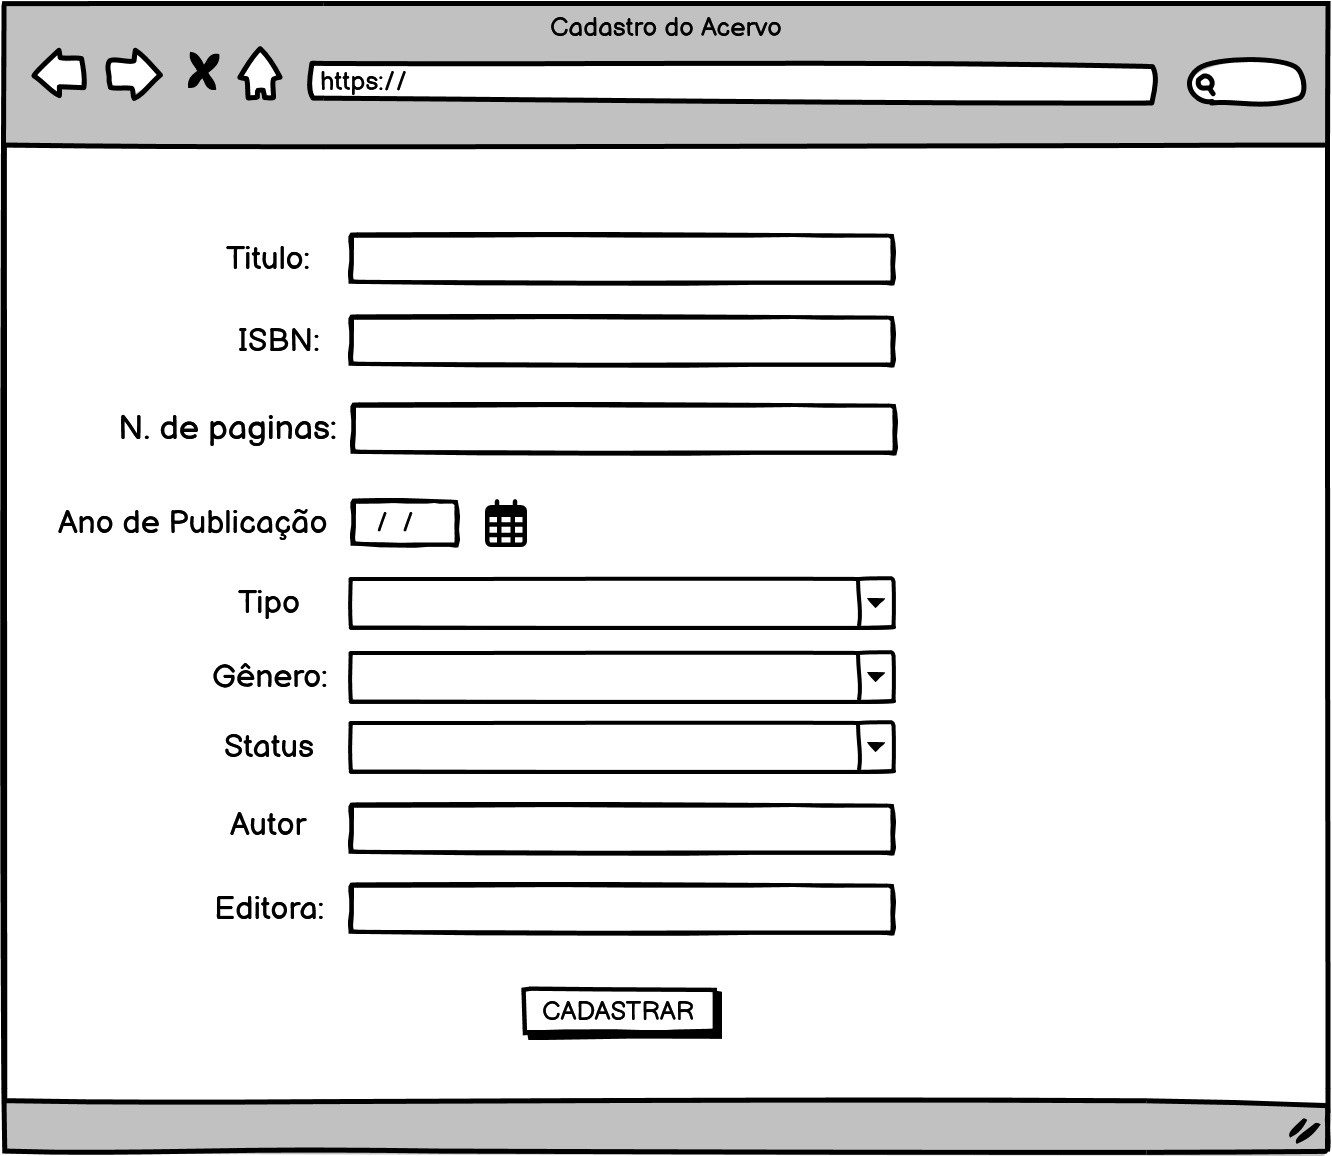 Cadastro do Acervo
https://
Titulo:
ISBN:
N. de paginas:
Ano de Publicação / /
Tipo
Gênero:
Status
Autor
Editora:
CADASTRAR